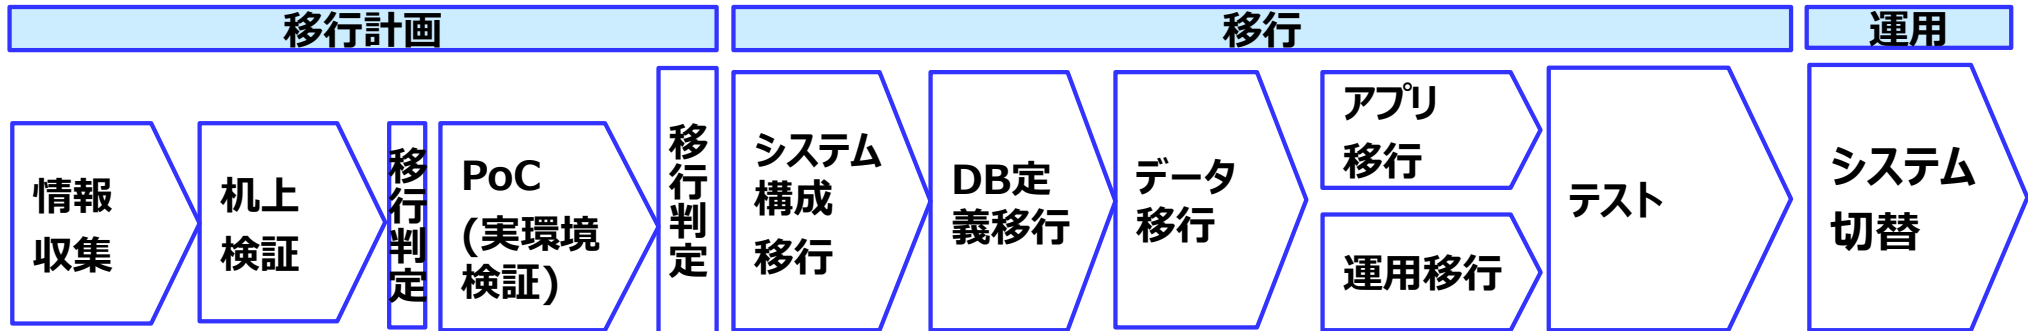 移行計画
移行
運用
情報
収集
机上
検証
移行判定
PoC
(実環境
検証)
移行判定
システム
構成
移行
DB定
義移行
データ
移行
アプリ
移行
運用移行
テスト
システム
切替